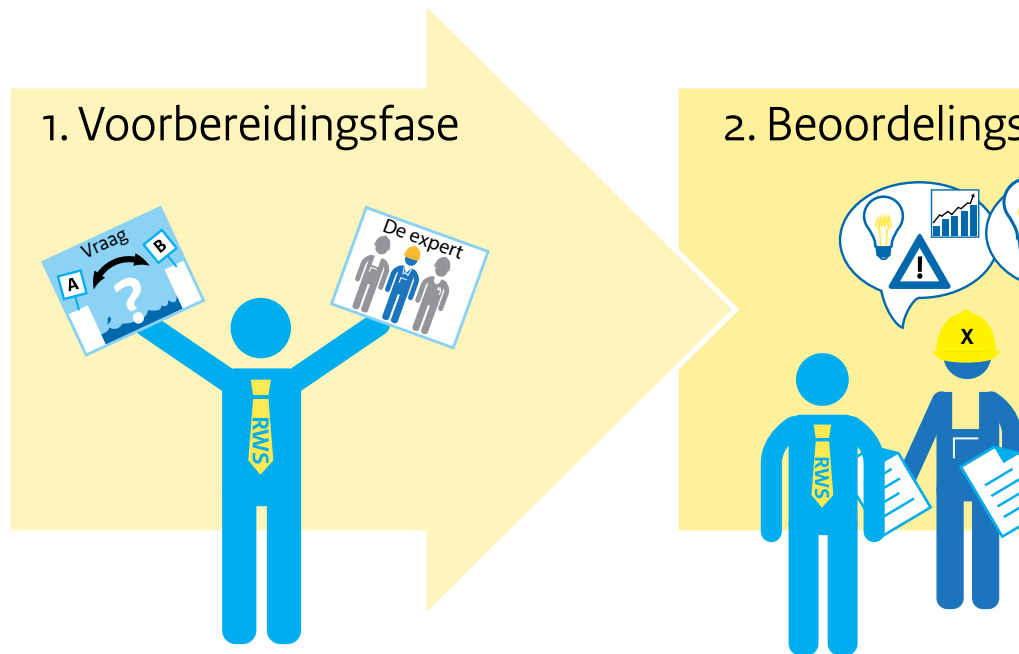 1. Voorbereidingsfase
Vraag
A
B
?
De expert
RWS
2. Beoordelings
!
X
RWS